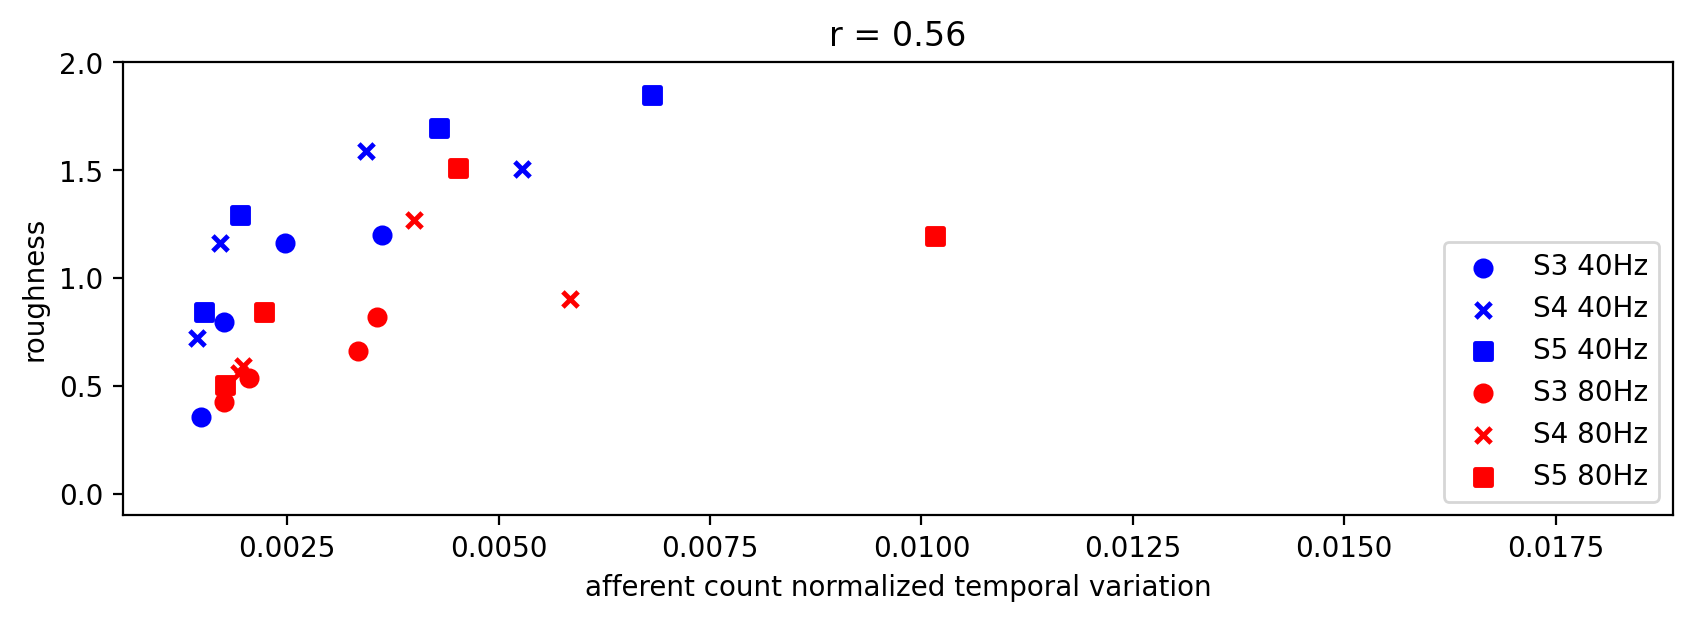 r = 0.56
2.0
1.5
1.0
0.5
0.0
roughness
0.0025 0.0050 0.0075 0.0100 0.0125 0.0150 0.0175
afferent count normalized temporal variation
S3 40Hz
S4 40Hz
S5 40Hz
S3 80Hz
S4 80Hz
S5 80Hz